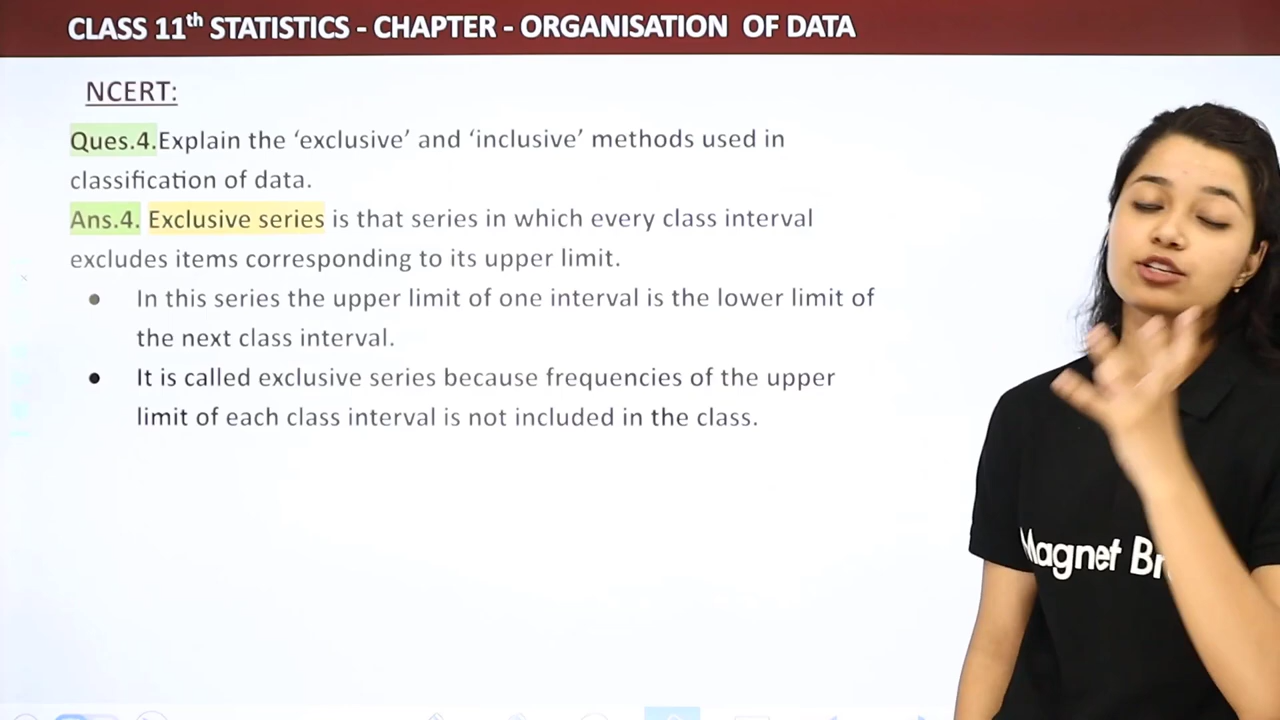 CLASS 11th STATISTICS - CHAPTER - ORGANISATION OF DATA
NCERT:
Ques.4.Explain the ‘exclusive’ and ‘inclusive’ methods used in
classification of data.
Ans.4. Exclusive series is that series in which every class interval
excludes items corresponding to its upper limit.
● In this series the upper limit of one interval is the lower limit of
the next class interval.
● It is called exclusive series because frequencies of the upper
limit of each class interval is not included in the class.
Magnet